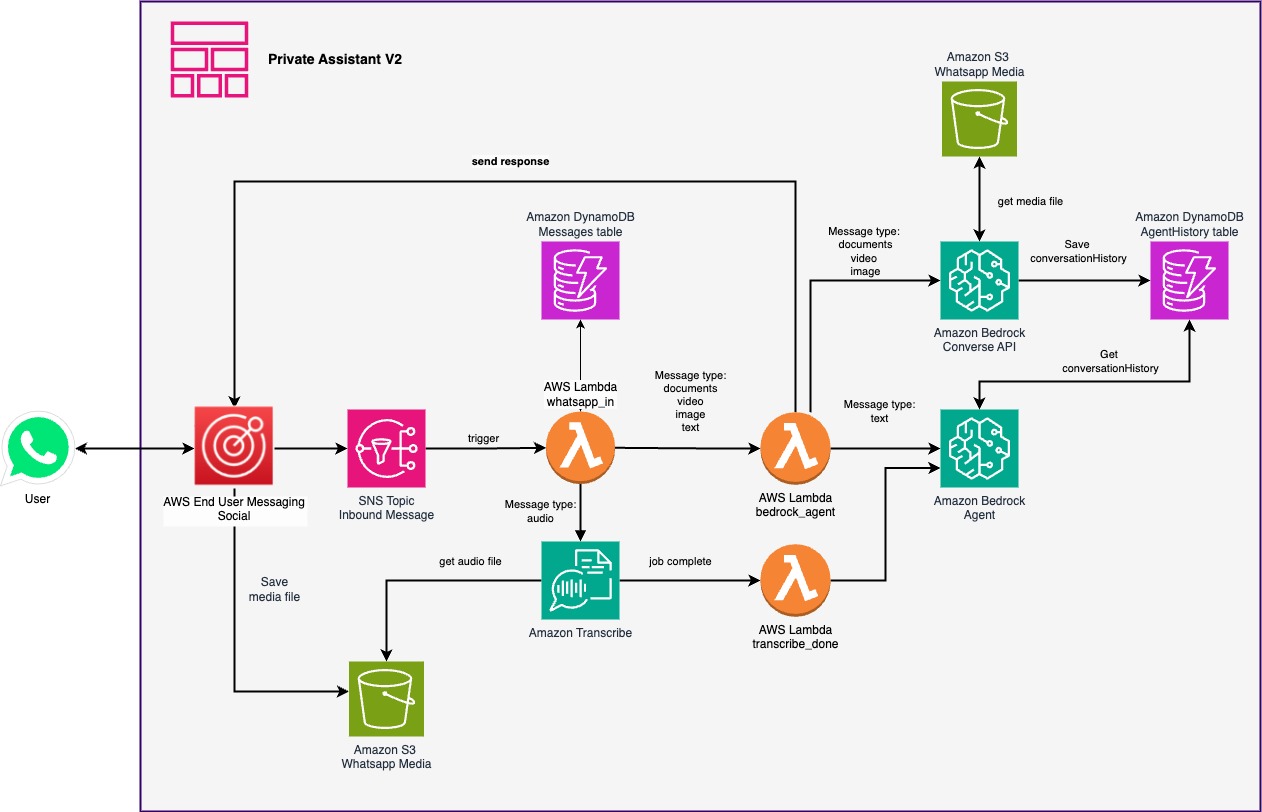 Private Assistant V2
Amazon S3
Whatsapp Media
send response
get media file
Amazon DynamoDB
Messages table
Amazon DynamoDB
AgentHistory table
Message type:
documents
video
image
Save
conversationHistory
Amazon Bedrock
Converse API
Get
conversationHistory
AWS Lambda
whatsapp_in
Message type:
documents
video
image
text
Message type:
text
trigger
User
AWS End User Messaging
Social
SNS Topic
Inbound Message
AWS Lambda
bedrock_agent
Amazon Bedrock
Agent
Message type:
audio
get audio file
job complete
Save
media file
Amazon Transcribe
AWS Lambda
transcribe_done
Amazon S3
Whatsapp Media